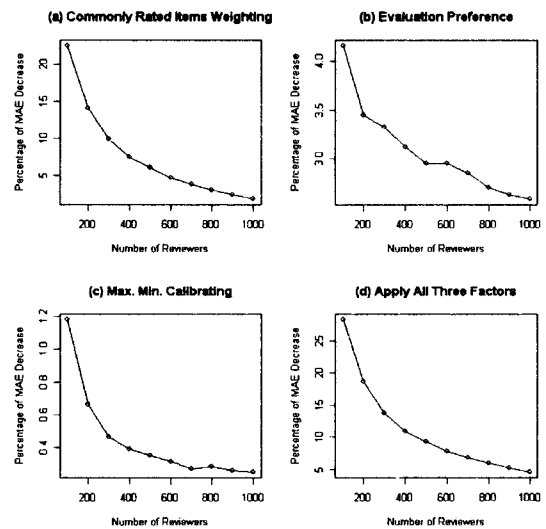 (a) Commonly Rated Items Weighting
Percentage of MAE Decrease
20
15
10
5
200 400 600 800 1000
Number of Reviewers
(b) Evaluation Preference
Percentage of MAE Decrease
4.0
3.5
3.0
200 400 600 800 1000
Number of Reviewers
(c) Max. Min. Calibrating
Percentage of MAE Decrease
1.2
1.0
0.8
0.6
0.4
200 400 600 800 1000
Number of Reviewers
(d) Apply All Three Factors
Percentage of MAE Decrease
25
20
15
10
5
200 400 600 800 1000
Number of Reviewers